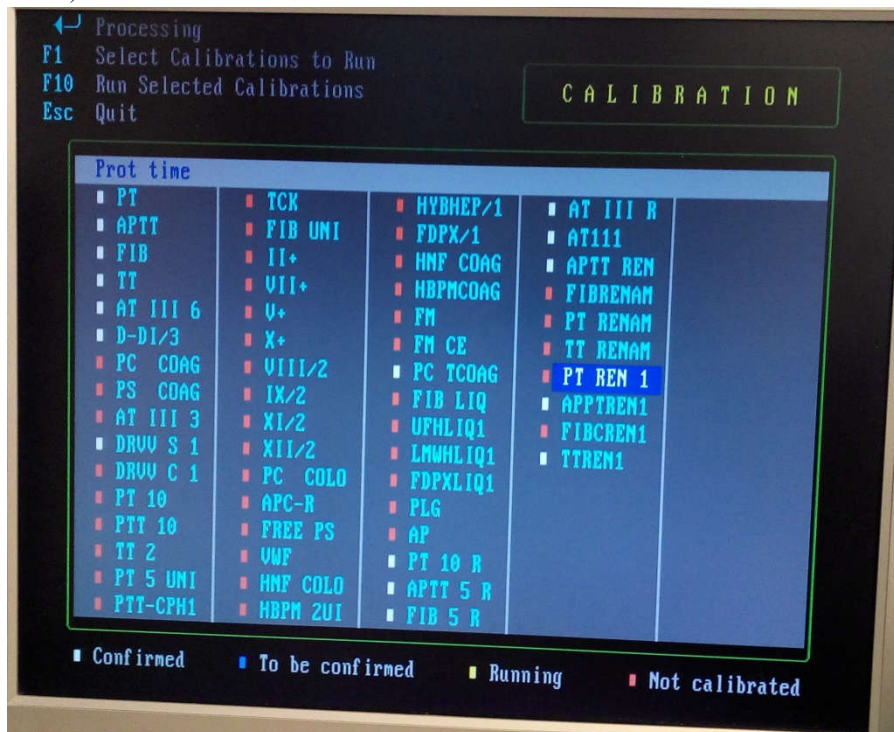 Processing
F1 Select Calibrations to Run
F10 Run Selected Calibrations
Esc Quit
CALIBRATION
Prot time
PT
APTT
FIB
TT
AT III 6
D-DI/3
PC COAG
PS COAG
AT III 3
DRVV S 1
DRVV C 1
PT 10
PTT 10
TT 2
PT 5 UNI
PTT-CPH1
TCK
FIB UNI
II+
VII+
V+
X+
VIII/2
IX/2
XI/2
XII/2
PC COLO
APC-R
FREE PS
VWF
HNF COLO
HBPM 2UI
HYBHEP/1
FDPX/1
HNF COAG
HBPMCOAG
FM
FM CE
PC TCOAG
FIB LIQ
UFHLIQ1
LMWHLIQ1
FDPXLIQ1
PLG
AP
PT 10 R
APTT 5 R
FIB 5 R
AT III R
AT111
APTT REN
FIBRENAM
PT RENAM
TT RENAM
PT REN 1
APPTREN1
FIBCREN1
TTREN1
Confirmed To be confirmed Running Not calibrated